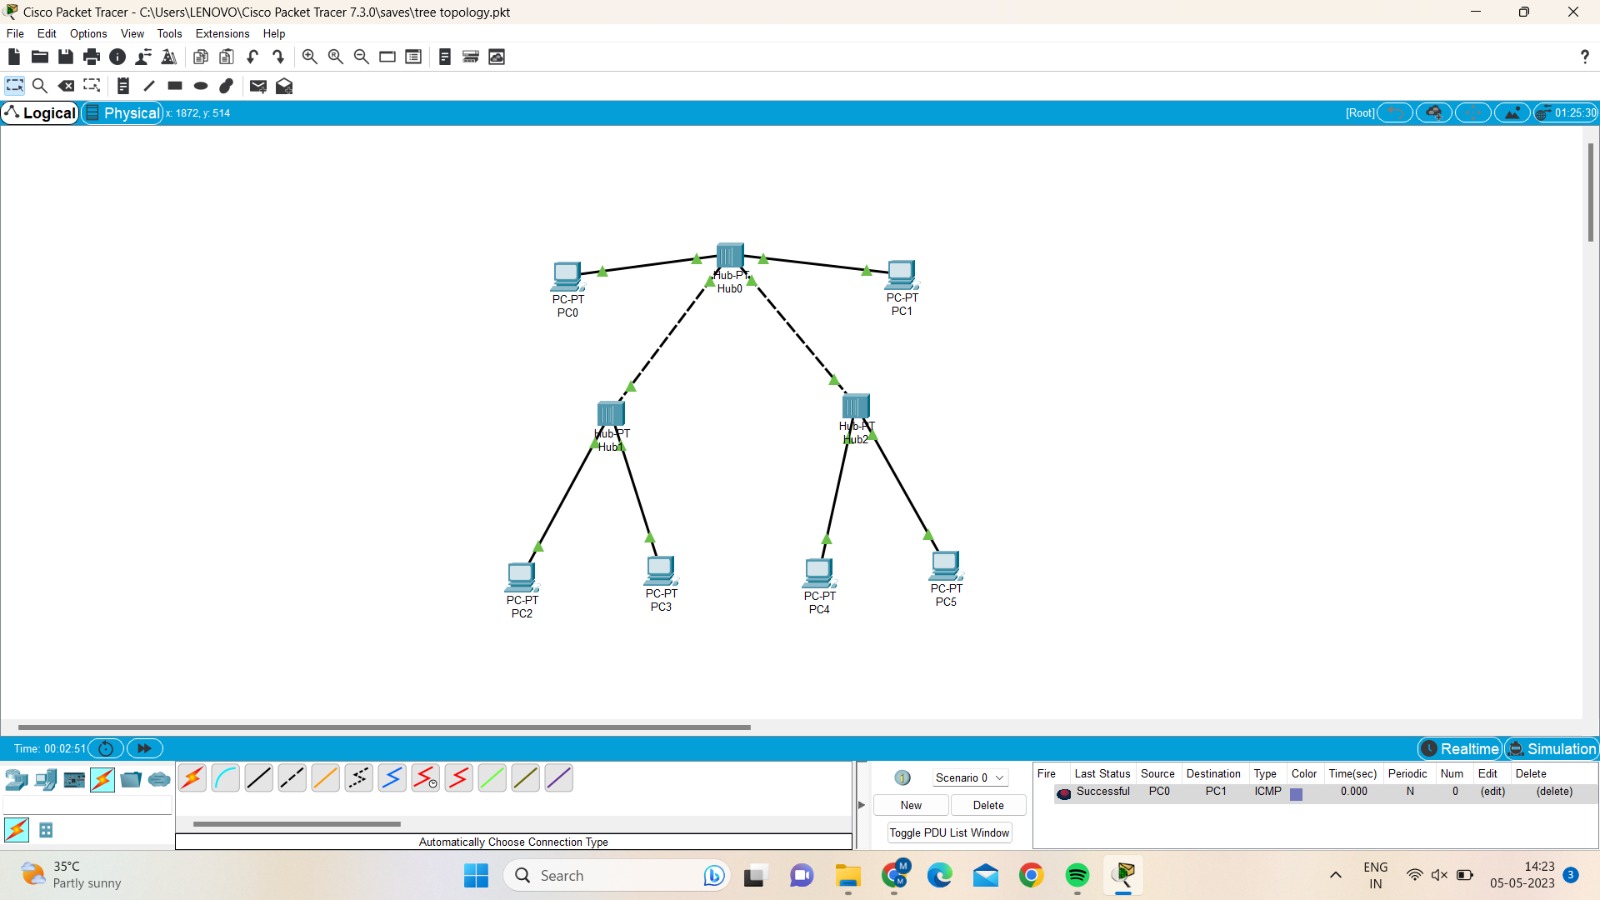 Cisco Packet Tracer - C:\Users\LENOVO\Cisco Packet Tracer 7.3.0\saves\tree topology.pkt
File Edit Options View Tools Extensions Help
?
Logical Physical x: 1872, y: 514 [Root] 01:25:30
Hub-PT
Hub0
PC-PT
PC0
PC-PT
PC1
Hub-PT
Hub1
Hub-PT
Hub2
PC-PT
PC2
PC-PT
PC3
PC-PT
PC4
PC-PT
PC5
Time: 00:02:51 Realtime Simulation
Scenario 0
New Delete
Toggle PDU List Window
Fire Last Status Source Destination Type Color Time(sec) Periodic Num Edit Delete
Successful PC0 PC1 ICMP 0.000 N 0 (edit) (delete)
Automatically Choose Connection Type
35°C
Partly sunny
Search
M
M
ENG
IN
14:23
05-05-2023
3